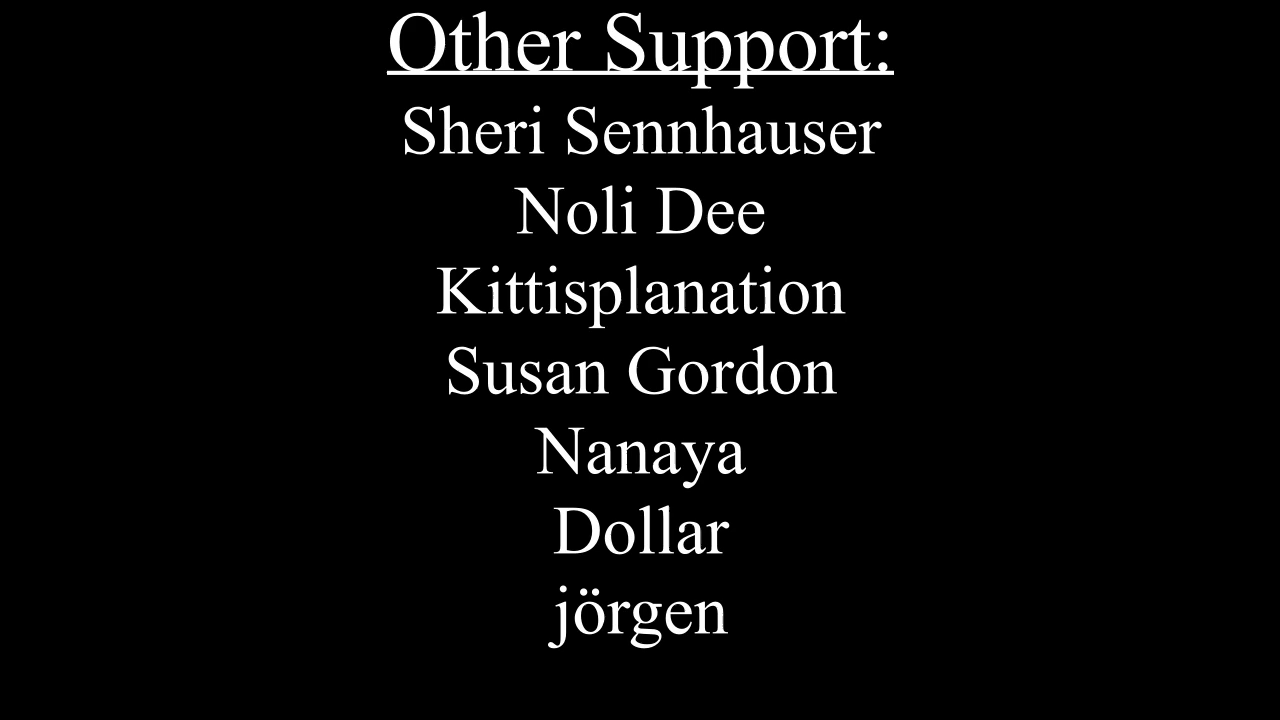 Other Support:
Sheri Sennhauser
Noli Dee
Kittisplanation
Susan Gordon
Nanaya
Dollar
jörgen